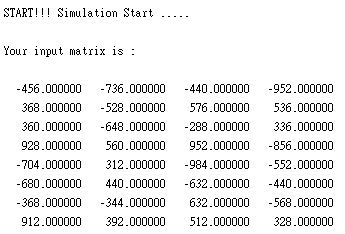 START!!! Simulation Start .....
Your input matrix is :
-456.000000 -736.000000 -440.000000 -952.000000
368.000000 -528.000000 576.000000 536.000000
360.000000 -648.000000 -288.000000 336.000000
928.000000 560.000000 952.000000 -856.000000
-704.000000 312.000000 -984.000000 -552.000000
-680.000000 440.000000 -632.000000 -440.000000
-368.000000 -344.000000 632.000000 -568.000000
912.000000 392.000000 512.000000 328.000000